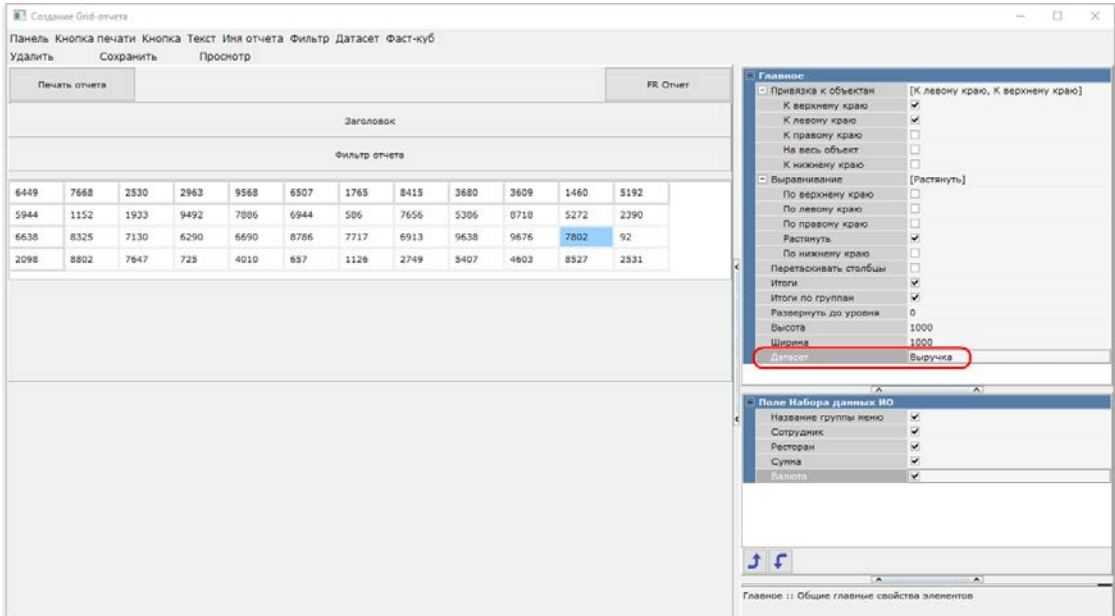 Создание Grid-отчета
Панель Кнопка печати Кнопка Текст Имя отчета Фильтр Датасет Фаст-куб
Удалить Сохранить Просмотр
Печать отчета FR Отчет
Заголовок
Фильтр отчета
6449 7668 2530 2963 9568 6507 1765 8415 3680 3609 1460 5192
5944 1152 1933 9492 7886 6944 586 7656 5386 8718 5272 2390
6638 8325 7130 6290 6690 8786 7717 6913 9638 9676 7802 92
2098 8802 7647 725 4010 657 1126 2749 5407 4603 8527 2531
Главное
Привязка к объектам [К левому краю, К верхнему краю]
К верхнему краю
К левому краю
К правому краю
На весь объект
К нижнему краю
Выравнивание [Растянуть]
По верхнему краю
По левому краю
По правому краю
Растянуть
По нижнему краю
Перетаскивать столбцы
Итоги
Итоги по группам
Развернуть до уровня 0
Высота 1000
Ширина 1000
Датасет Выручка
Поле Набора данных ИО
Название группы меню
Сотрудник
Ресторан
Сумма
Валюта
Главное :: Общие главные свойства элементов